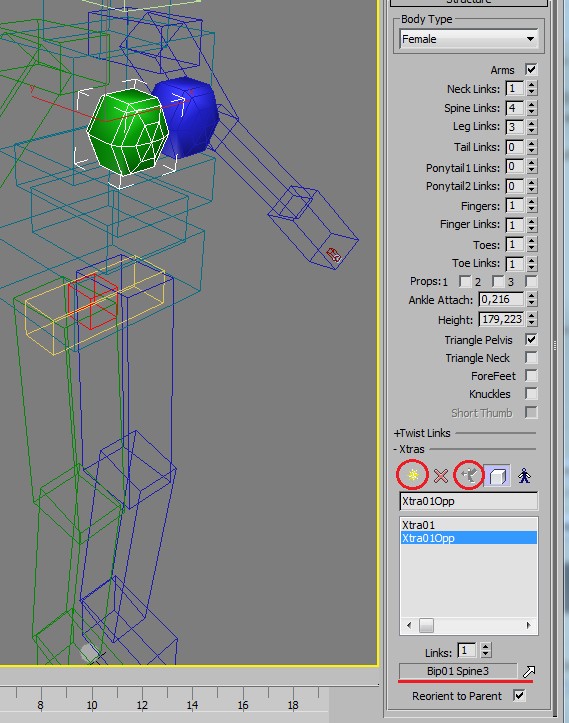 Structure
Body Type
Female
Arms
Neck Links: 1
Spine Links: 4
Leg Links: 3
Tail Links: 0
Ponytail1 Links: 0
Ponytail2 Links: 0
Fingers: 1
Finger Links: 1
Toes: 1
Toe Links: 1
Props: 1 2 3
Ankle Attach: 0,216
Height: 179,223
Triangle Pelvis
Triangle Neck
ForeFeet
Knuckles
Short Thumb
+Twist Links
- Xtras
Xtra01Opp
Xtra01
Xtra01Opp
Links: 1
Bip01 Spine3
Reorient to Parent
y
8 10 12 14 16 18